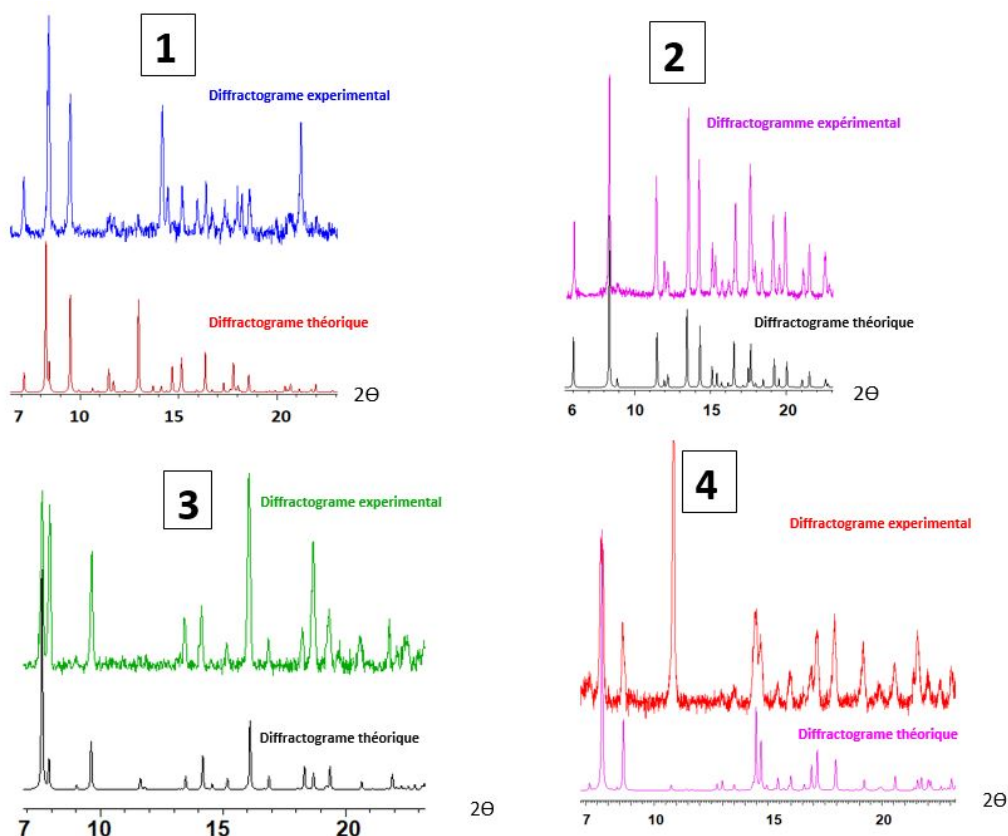 1
Diffractograme experimental
Diffractograme théorique
7 10 15 20 2Θ
2
Diffractogramme expérimental
Diffractograme théorique
6 10 15 20 2Θ
3
Diffractograme experimental
Diffractograme théorique
7 10 15 20 2Θ
4
Diffractograme experimental
Diffractograme théorique
7 10 15 20 2Θ